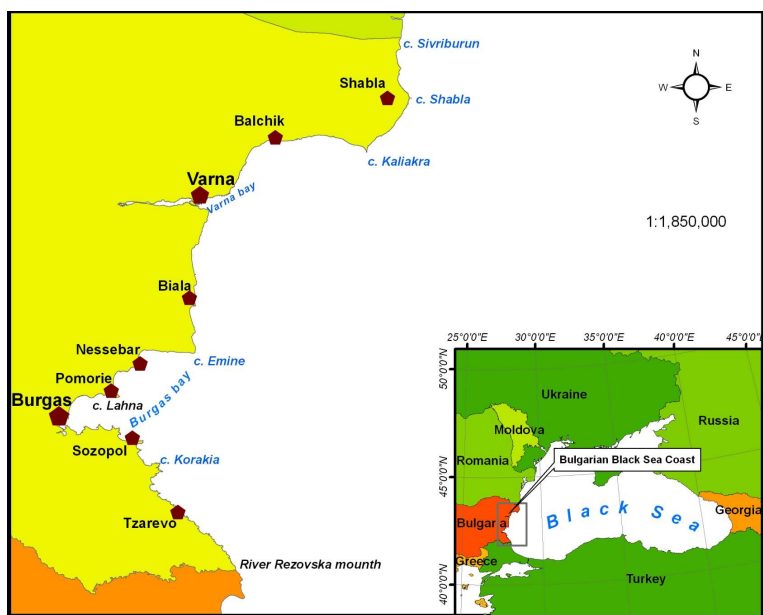 c. Sivriburun
Shabla
c. Shabla
Balchik
c. Kaliakra
Varna
Varna bay
Biala
Nessebar
c. Emine
Pomorie
Burgas
c. Lahna
Burgas bay
Sozopol
c. Korakia
Tzarevo
River Rezovska mounth
N
W
E
S
1:1,850,000
25°0'0"E
30°0'0"E
35°0'0"E
40°0'0"E
45°0'0"E
50°0'0"N
45°0'0"N
40°0'0"N
Ukraine
Russia
Moldova
Romania
Bulgarian Black Sea Coast
Black Sea
Georgia
Bulgaria
Greece
Turkey